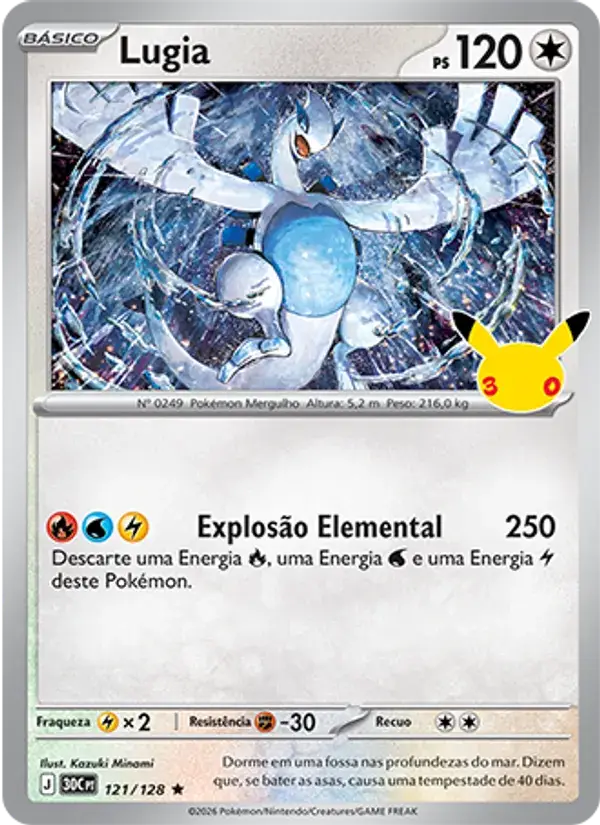 BÁSICO Lugia PS 120
Nº 0249 Pokémon Mergulho Altura: 5,2 m Peso: 216,0 kg
3 0
Explosão Elemental 250
Descarte uma Energia , uma Energia e uma Energia
deste Pokémon.
Fraqueza ×2 Resistência -30 Recuo
Ilust. Kazuki Minami
Dorme em uma fossa nas profundezas do mar. Dizem
que, se bater as asas, causa uma tempestade de 40 dias.
J 30C PT 121/128
©2026 Pokémon/Nintendo/Creatures/GAME FREAK